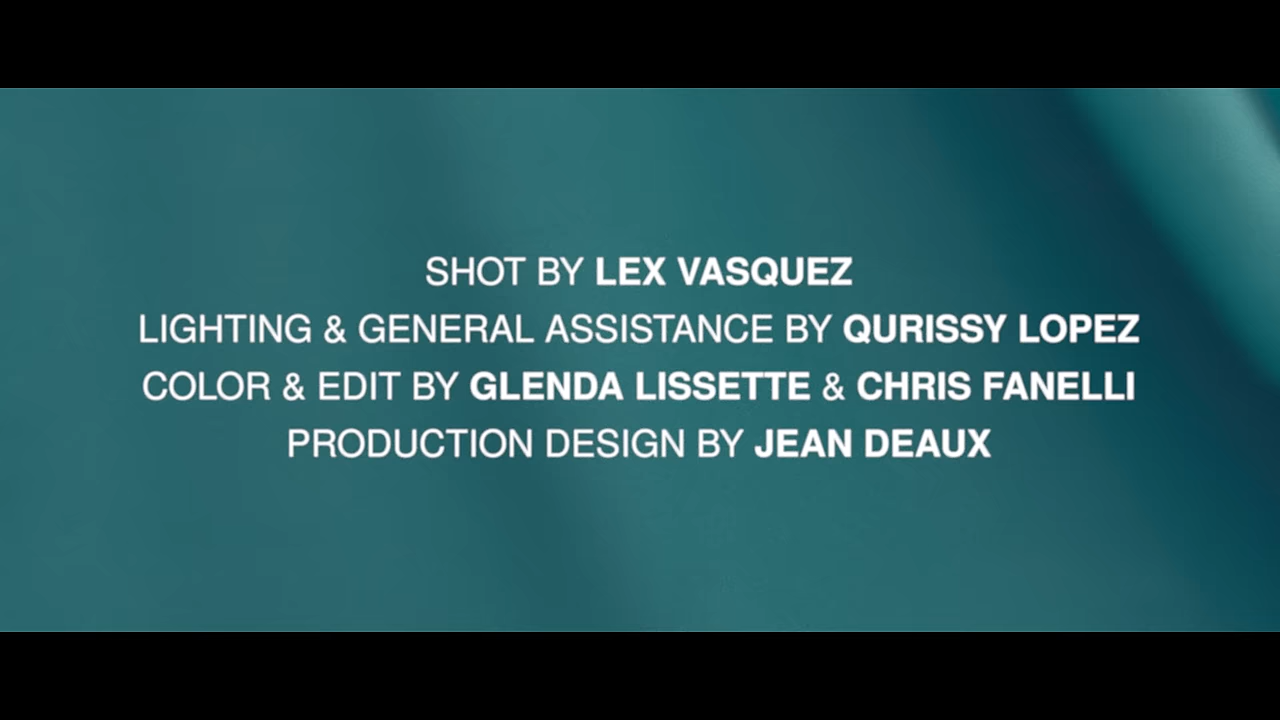 SHOT BY LEX VASQUEZ
LIGHTING & GENERAL ASSISTANCE BY QURISSY LOPEZ
COLOR & EDIT BY GLENDA LISSETTE & CHRIS FANELLI
PRODUCTION DESIGN BY JEAN DEAUX